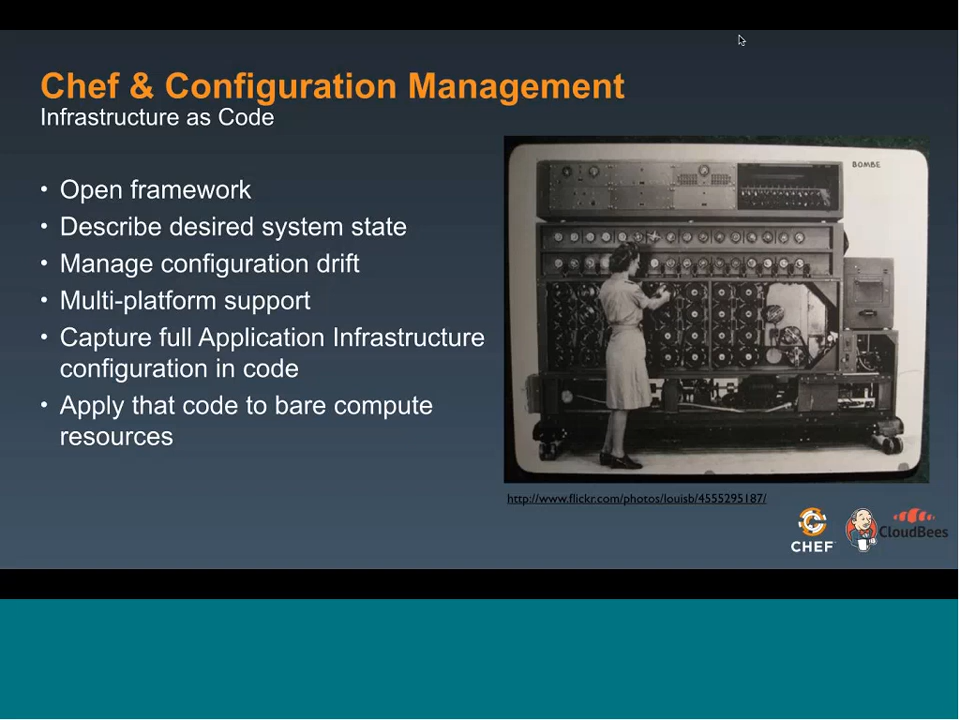 Chef & Configuration Management
Infrastructure as Code
• Open framework
• Describe desired system state
• Manage configuration drift
• Multi-platform support
• Capture full Application Infrastructure
configuration in code
• Apply that code to bare compute
resources
BOMBE
http://www.flickr.com/photos/louisb/4555295187/
CHEF
CloudBees